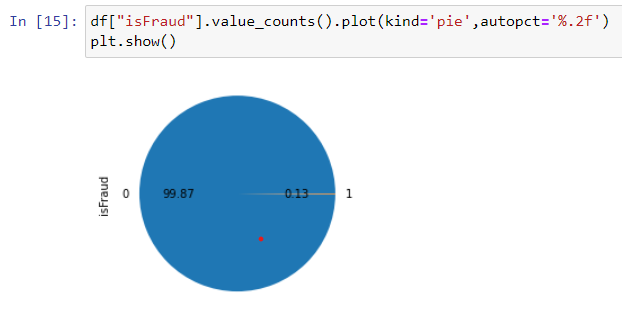 In [15]: df["isFraud"].value_counts().plot(kind='pie',autopct='%.2f')
plt.show()
isFraud
0 99.87 0.13 1